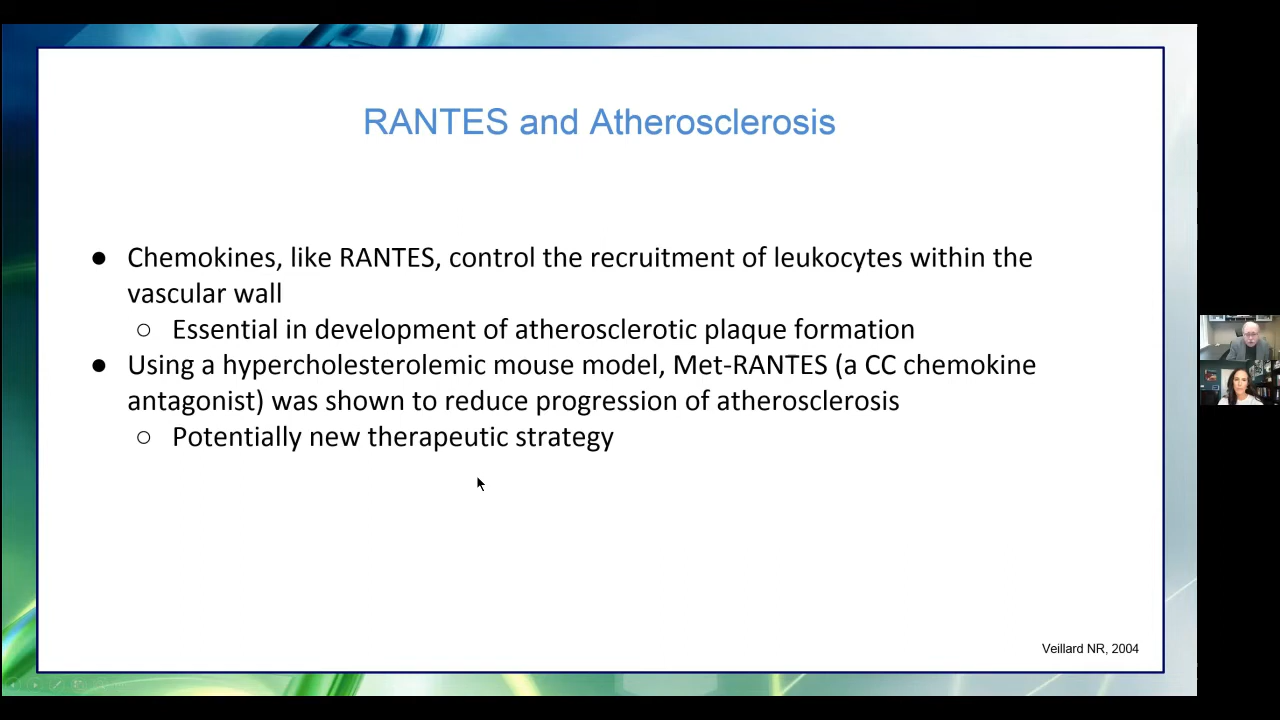 RANTES and Atherosclerosis
● Chemokines, like RANTES, control the recruitment of leukocytes within the
vascular wall
○ Essential in development of atherosclerotic plaque formation
● Using a hypercholesterolemic mouse model, Met-RANTES (a CC chemokine
antagonist) was shown to reduce progression of atherosclerosis
○ Potentially new therapeutic strategy
Veillard NR, 2004